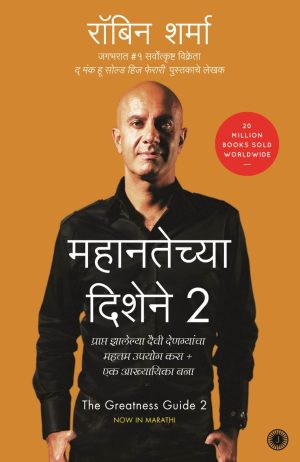 रॉबिन शर्मा
जगभरात #१ सर्वोत्कृष्ट विक्रेता
द् मंक हू सोल्ड हिज फेरारी पुस्तकाचे लेखक
20
MILLION
BOOKS SOLD
WORLDWIDE
महानतेच्या
दिशेने 2
प्राप्त झालेल्या दैवी देणग्यांचा
महत्तम उपयोग करा +
एक आख्यायिका बना
The Greatness Guide 2
NOW IN MARATHI